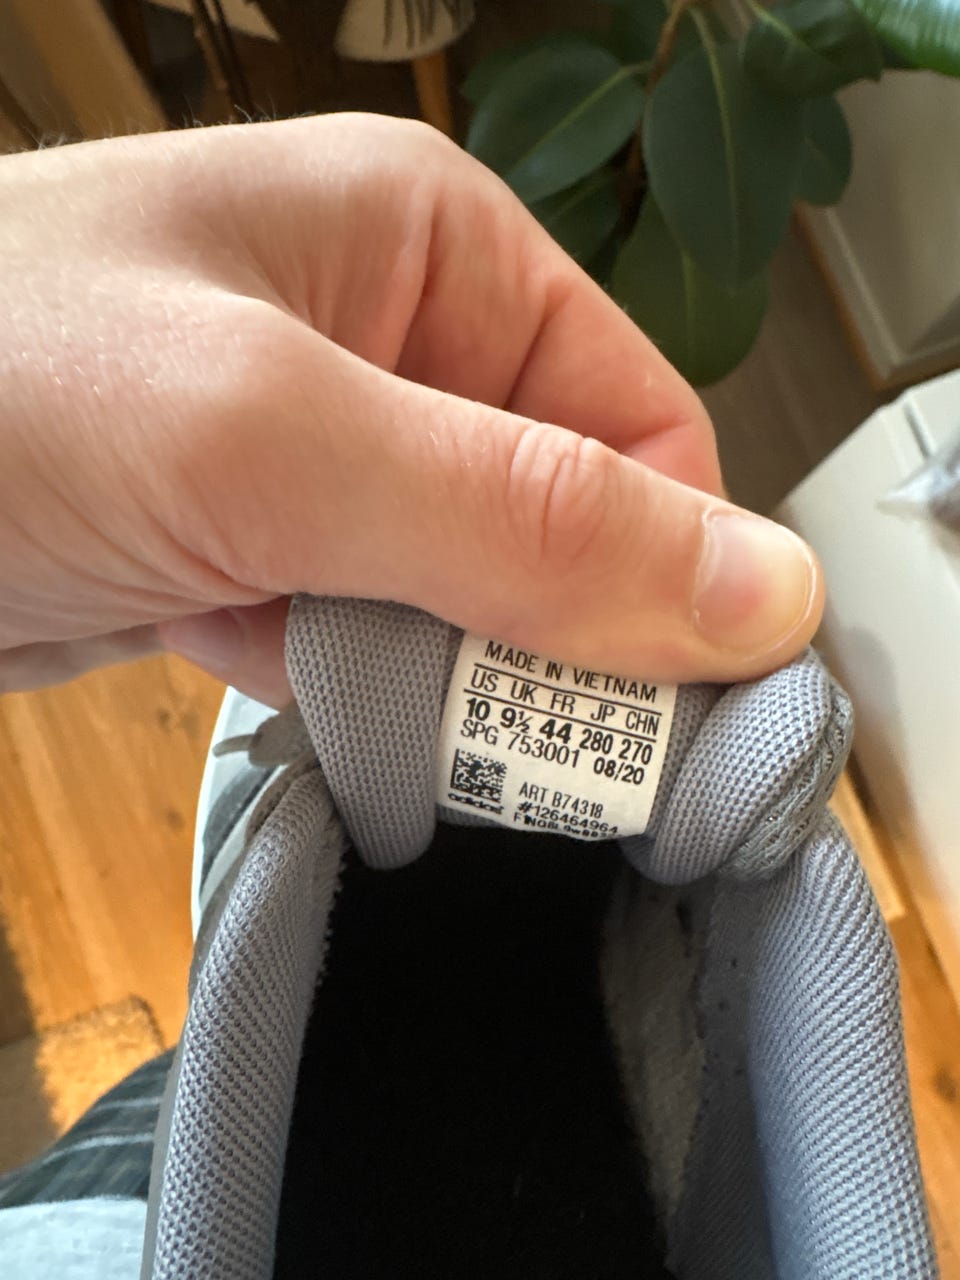 MADE IN VIETNAM
US UK FR JP CHN
10 9½ 44 280 270
SPG 753001 08/20
ART B74318
#126464964
adidas